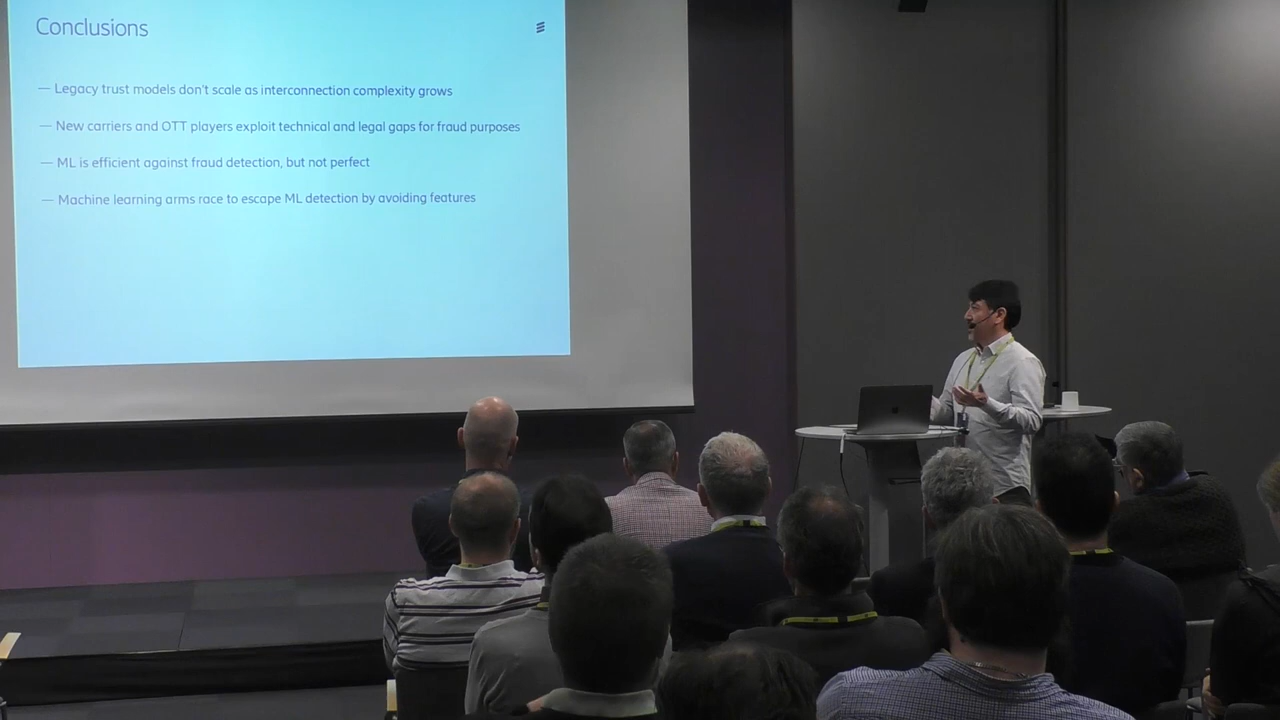 Conclusions
— Legacy trust models don't scale as interconnection complexity grows
— New carriers and OTT players exploit technical and legal gaps for fraud purposes
— ML is efficient against fraud detection, but not perfect
— Machine learning arms race to escape ML detection by avoiding features